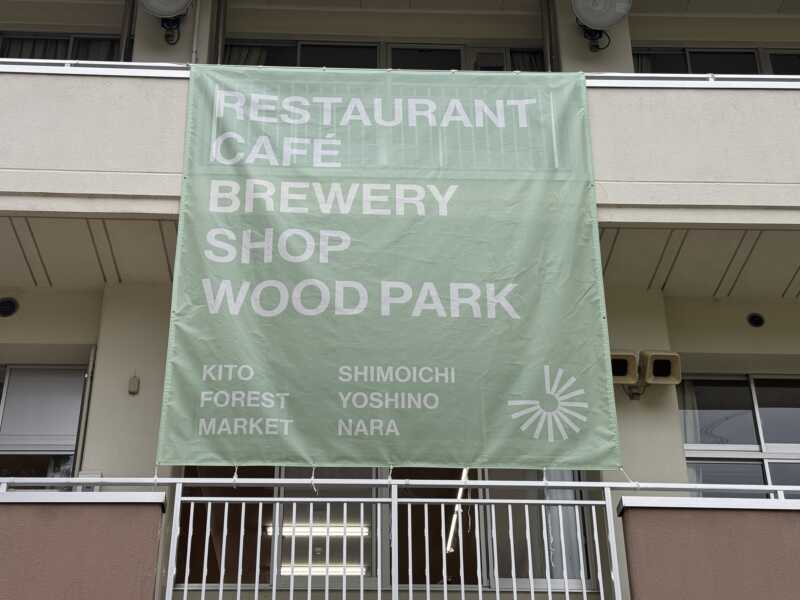 RESTAURANT
CAFÉ
BREWERY
SHOP
WOOD PARK
KITO
FOREST
MARKET
SHIMOICHI
YOSHINO
NARA